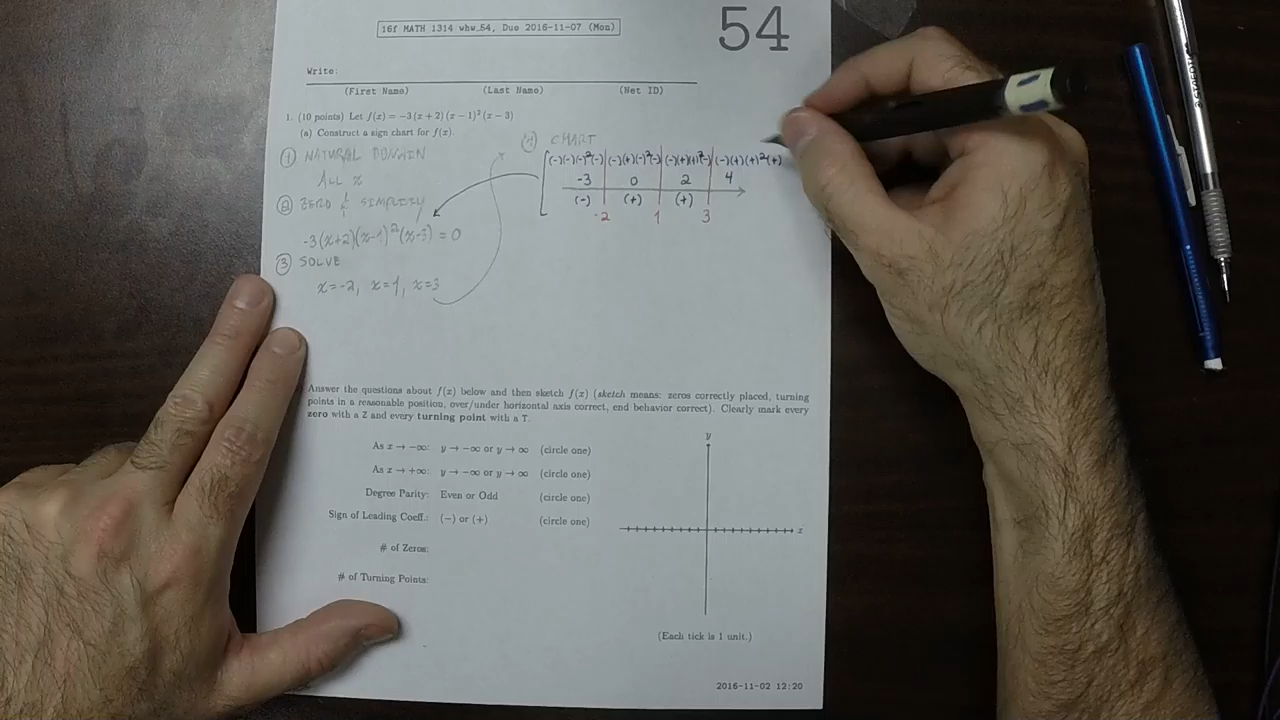 16f MATH 1314 whw_54, Due 2016-11-07 (Mon)
54
Write:
(First Name) (Last Name) (Net ID)
1. (10 points) Let f(x) = −3(x + 2)(x − 1)²(x − 3)
(a) Construct a sign chart for f(x).
① NATURAL DOMAIN
ALL x
② ZERO & SIMPLIFY
-3(x+2)(x-1)²(x-3) = 0
③ SOLVE
x=-2, x=1, x=3
④ CHART
(-)(-)(-)²(-) (-)(+)(-)²(-) (-)(+)(+)²(-) (-)(+)(+)²(+)
-3 0 2 4
(-) (+) (+)
-2 1 3
Answer the questions about f(x) below and then sketch f(x) (sketch means: zeros correctly placed, turning
points in a reasonable position, over/under horizontal axis correct, end behavior correct). Clearly mark every
zero with a Z and every turning point with a T.
As x → −∞: y → −∞ or y → ∞ (circle one)
As x → +∞: y → −∞ or y → ∞ (circle one)
Degree Parity: Even or Odd (circle one)
Sign of Leading Coeff.: (−) or (+) (circle one)
# of Zeros:
# of Turning Points:
y
x
(Each tick is 1 unit.)
2016-11-02 12:20